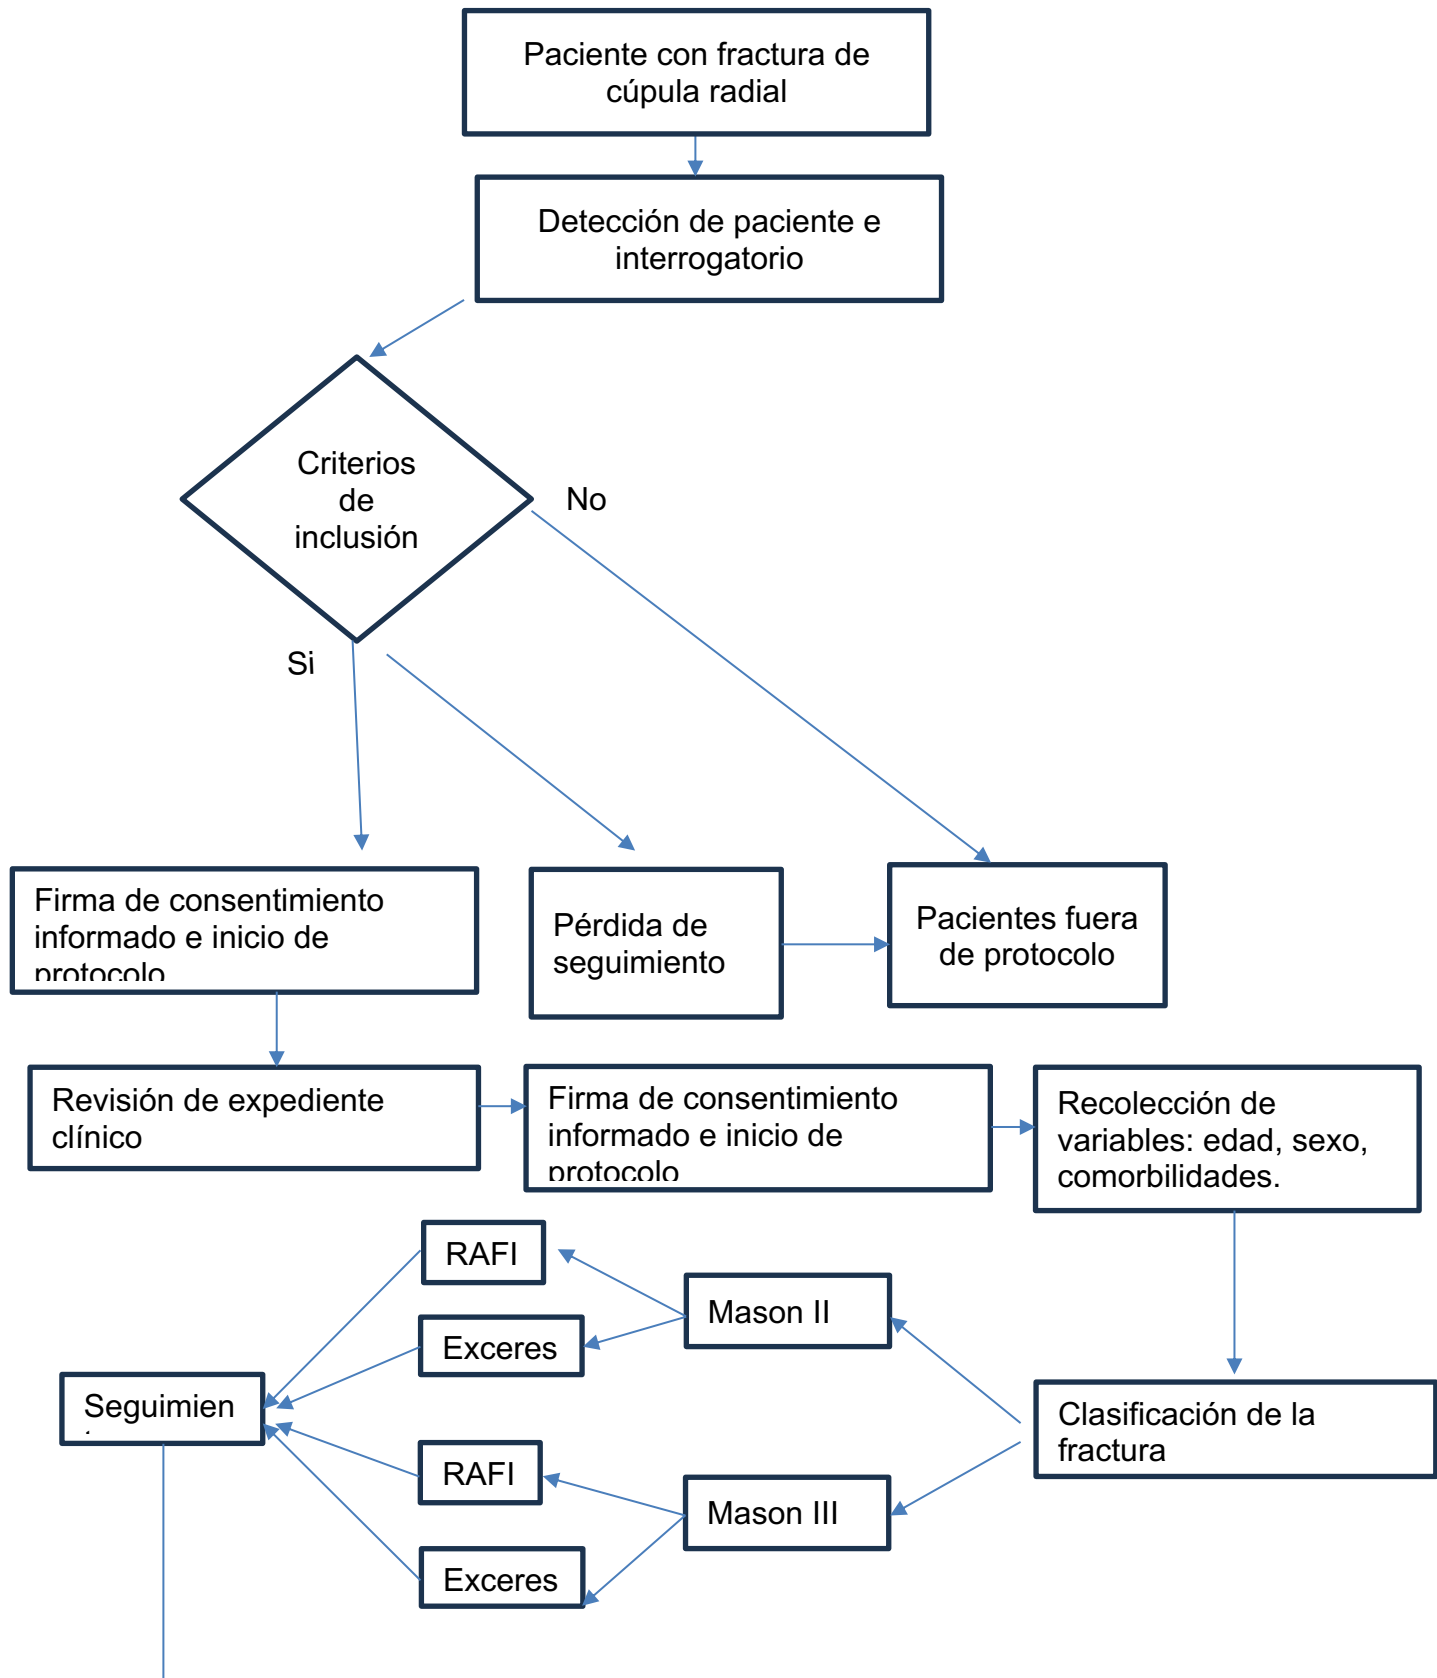 Paciente con fractura de
cúpula radial
Detección de paciente e
interrogatorio
Criterios
de
inclusión
No
Si
Firma de consentimiento
informado e inicio de
protocolo
Pérdida de
seguimiento
Pacientes fuera
de protocolo
Revisión de expediente
clínico
Firma de consentimiento
informado e inicio de
protocolo
Recolección de
variables: edad, sexo,
comorbilidades.
RAFI
Mason II
Exceres
Seguimien
Clasificación de la
fractura
RAFI
Mason III
Exceres